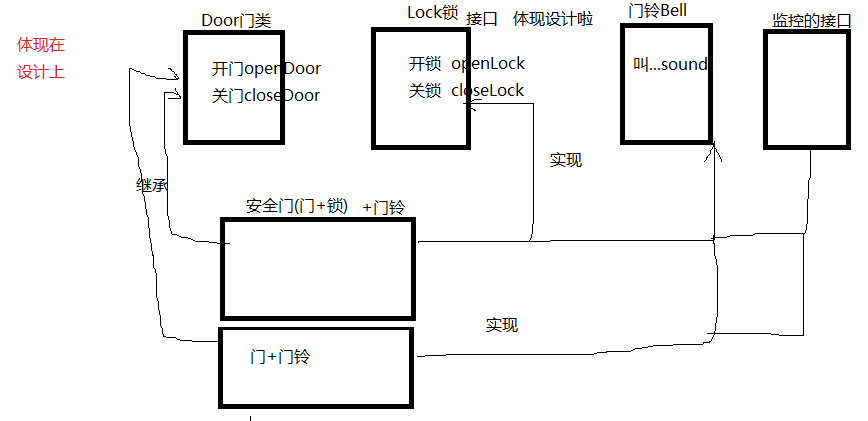 Door门类
Lock锁
接口 体现设计啦
门铃Bell
监控的接口
体现在
设计上
开门openDoor
关门closeDoor
开锁 openLock
关锁 closeLock
叫...sound
实现
继承
安全门(门+锁) +门铃
实现
门+门铃